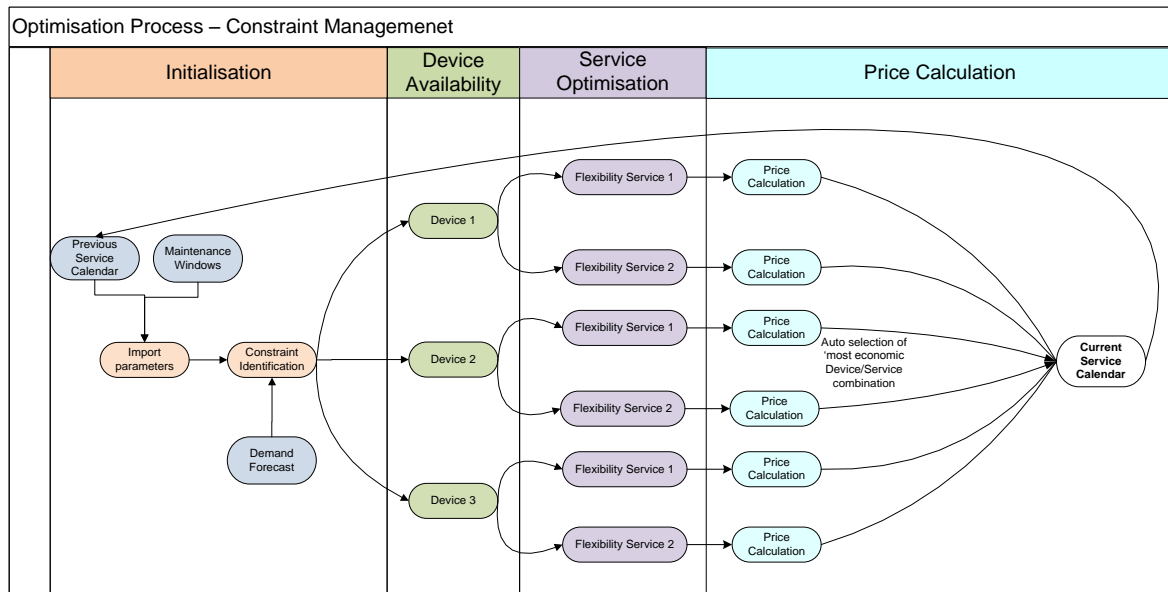 Optimisation Process – Constraint Managemenet
Initialisation
Device
Availability
Service
Optimisation
Price Calculation
Previous
Service
Calendar
Maintenance
Windows
Import
parameters
Constraint
Identification
Demand
Forecast
Device 1
Device 2
Device 3
Flexibility Service 1
Flexibility Service 2
Flexibility Service 1
Flexibility Service 2
Flexibility Service 1
Flexibility Service 2
Price
Calculation
Price
Calculation
Price
Calculation
Auto selection of
'most economic
Device/Service
combination
Price
Calculation
Price
Calculation
Price
Calculation
Current
Service
Calendar